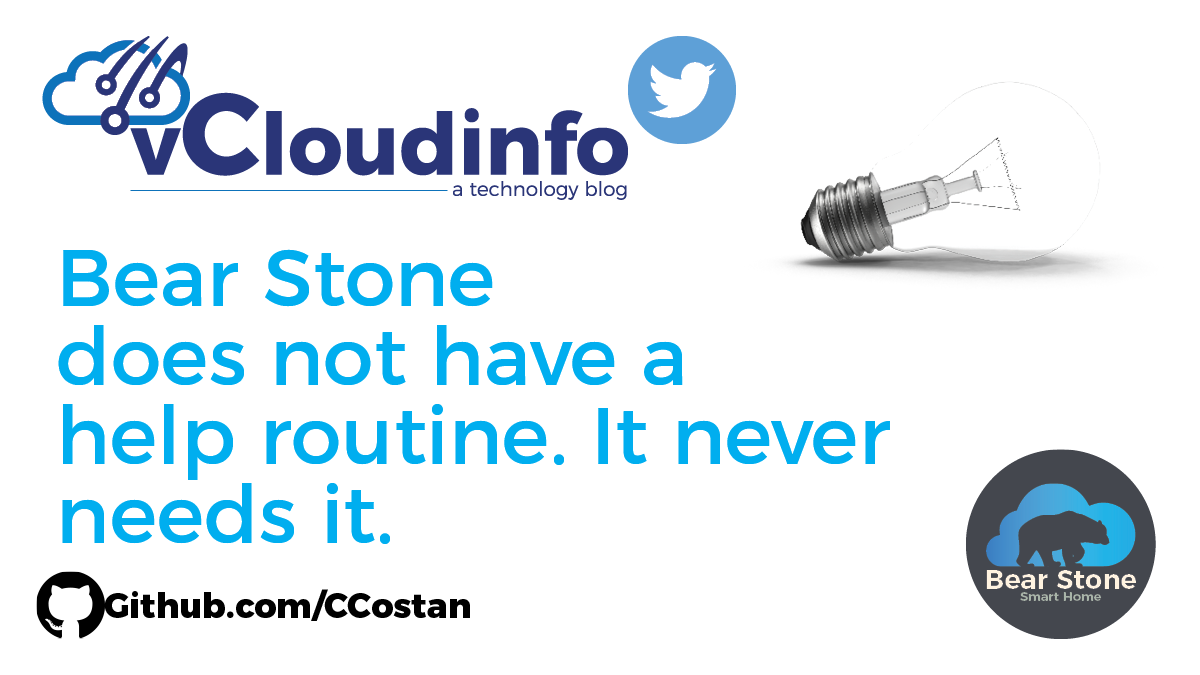 vCloudinfo
a technology blog
Bear Stone
does not have a
help routine. It never
needs it.
Github.com/CCostan
Bear Stone
Smart Home